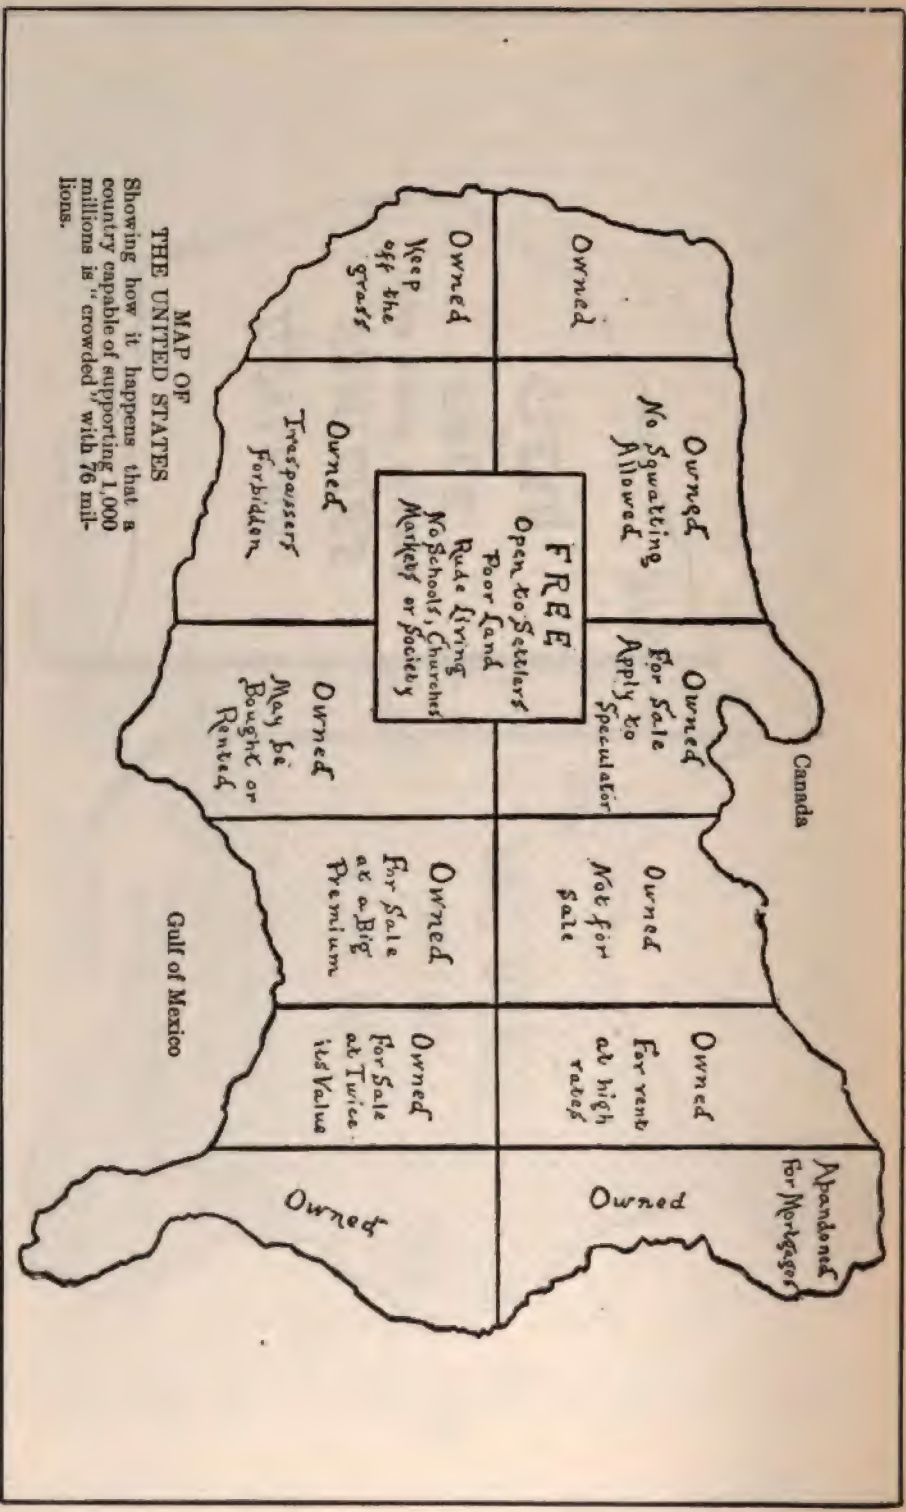 Owned
Owned
No Squatting
Allowed
Owned
For Sale
Apply to
Speculator
Canada
Owned
Not for
Sale
Owned
For rent
at high
rates
Abandoned
For Mortgages
Owned
FREE
Open to Settlers
Poor Land
Rude Living
No Schools, Churches
Markets or Society
Owned
Keep
off the
grass
Owned
Traspassers
Forbidden
Owned
May be
Bought or
Rented
Owned
For Sale
at a Big
Premium
Owned
For Sale
at Twice
its Value
Owned
Gulf of Mexico
MAP OF
THE UNITED STATES
Showing how it happens that a
country capable of supporting 1,000
millions is "crowded" with 76 mil-
lions.